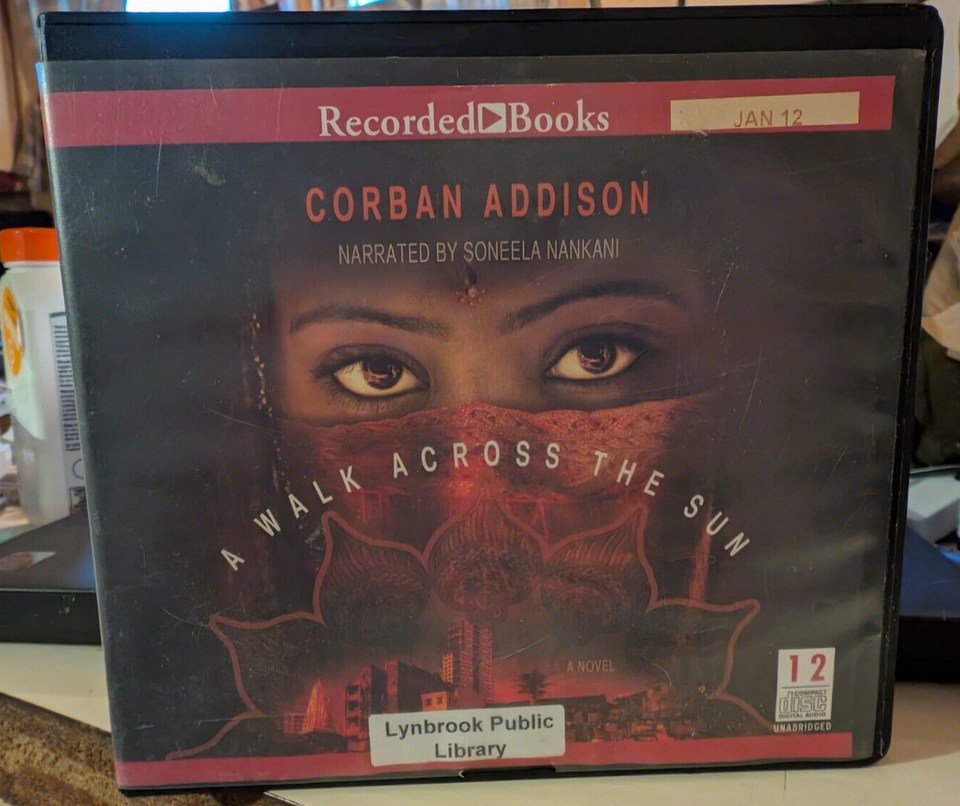 Recorded Books
JAN 12
CORBAN ADDISON
NARRATED BY SONEELA NANKANI
A WALK ACROSS THE SUN
A NOVEL
12
COMPACT
disc
DIGITAL AUDIO
UNABRIDGED
Lynbrook Public
Library